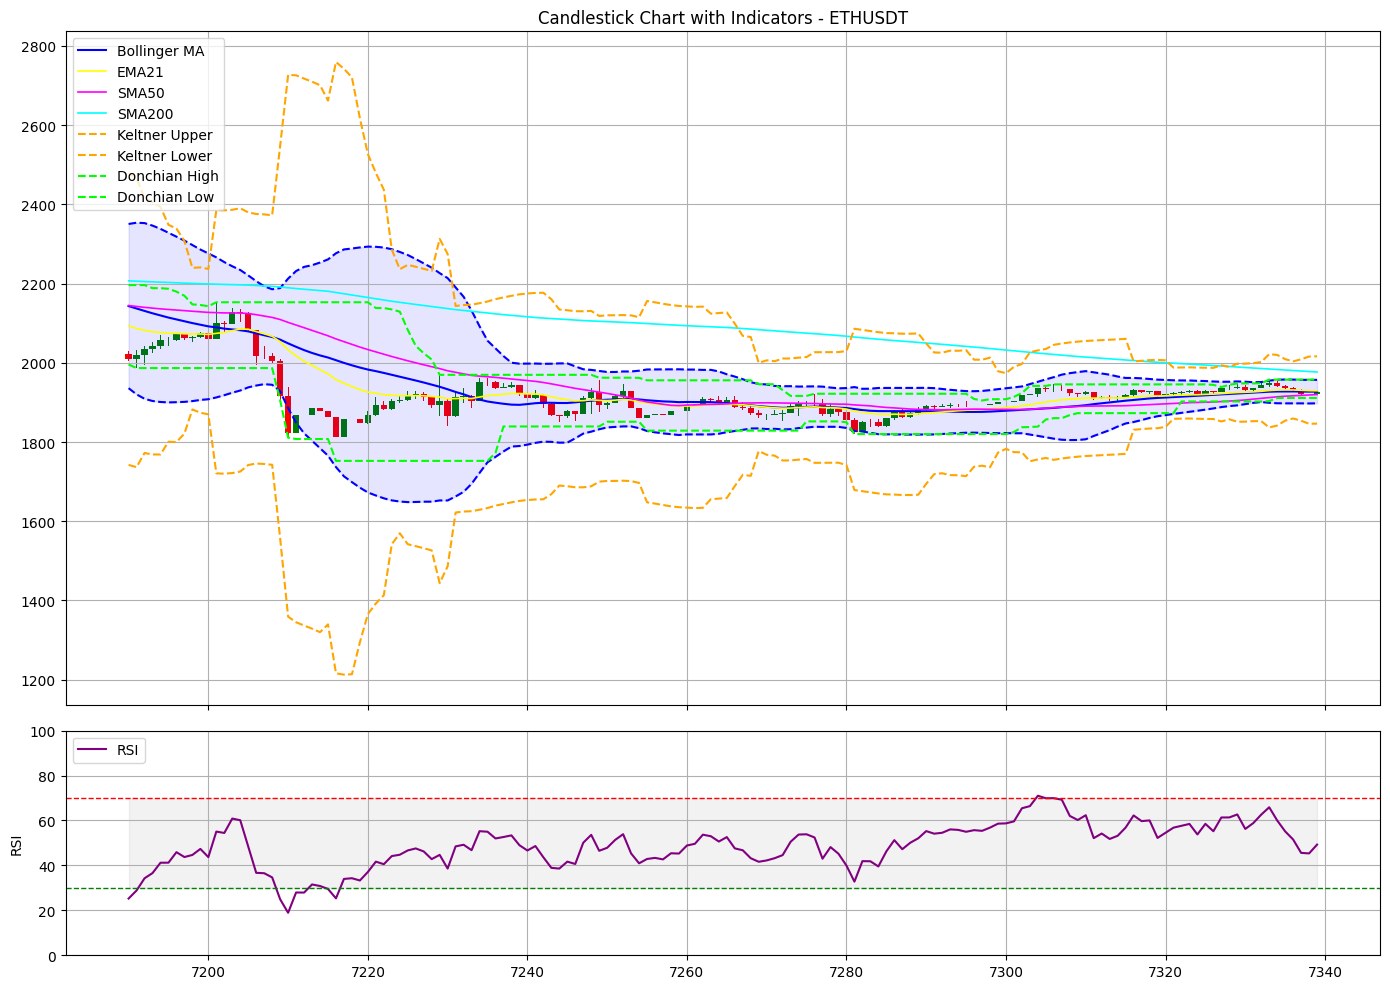 Candlestick Chart with Indicators - ETHUSDT
2800
2600
2400
2200
2000
1800
1600
1400
1200
Bollinger MA
EMA21
SMA50
SMA200
Keltner Upper
Keltner Lower
Donchian High
Donchian Low
100
80
60
40
20
0
RSI
RSI
7200 7220 7240 7260 7280 7300 7320 7340